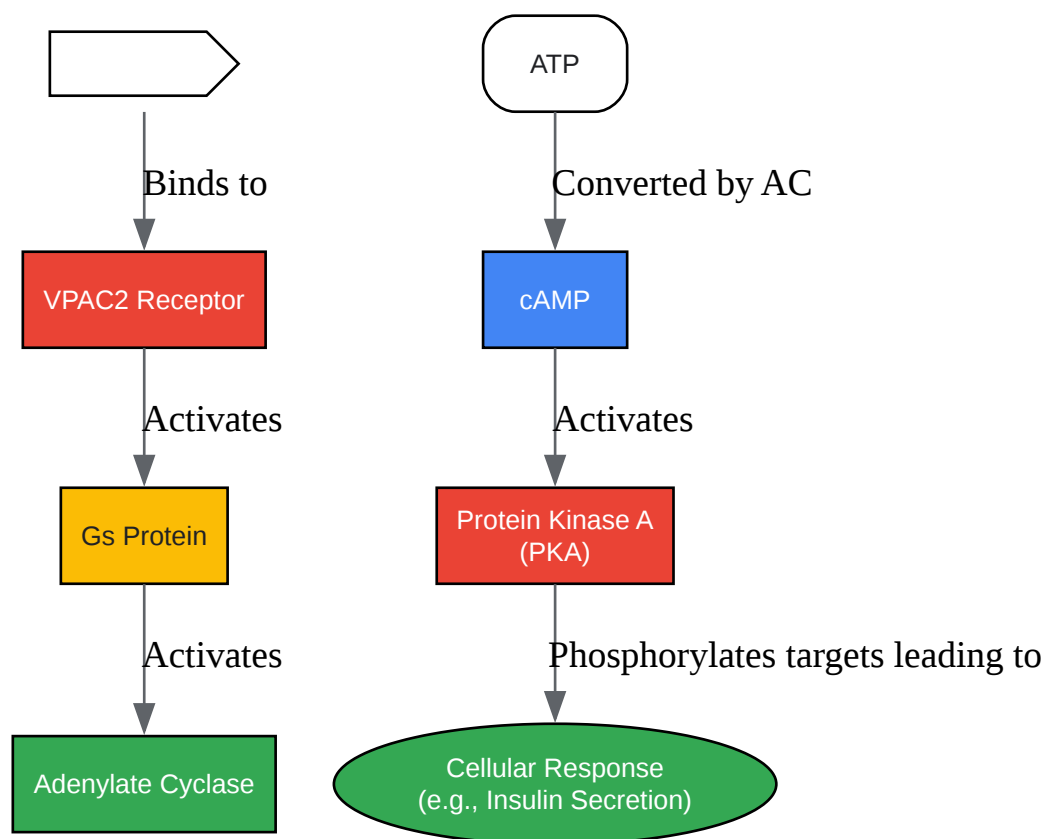 Binds to
VPAC2 Receptor
Activates
Gs Protein
Activates
Adenylate Cyclase
ATP
Converted by AC
cAMP
Activates
Protein Kinase A
(PKA)
Phosphorylates targets leading to
Cellular Response
(e.g., Insulin Secretion)